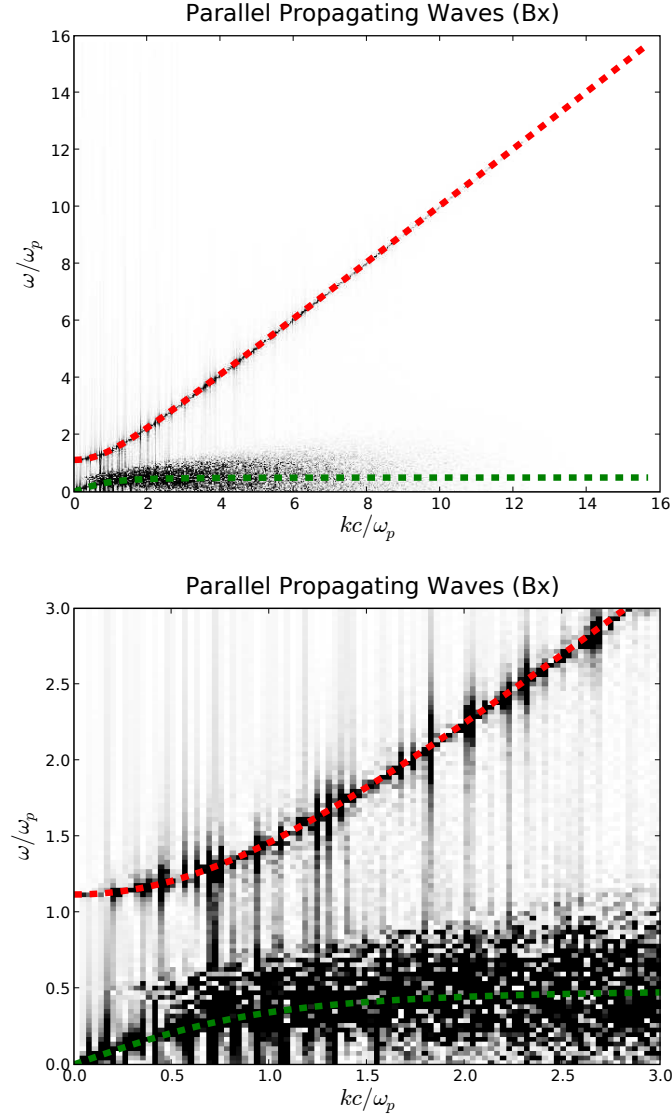 Parallel Propagating Waves (Bx)
16
14
12
10
8
6
4
2
0
ω/ωp
0 2 4 6 8 10 12 14 16
kc/ωp
Parallel Propagating Waves (Bx)
3.0
2.5
2.0
1.5
1.0
0.5
0.0
ω/ωp
0.0 0.5 1.0 1.5 2.0 2.5 3.0
kc/ωp